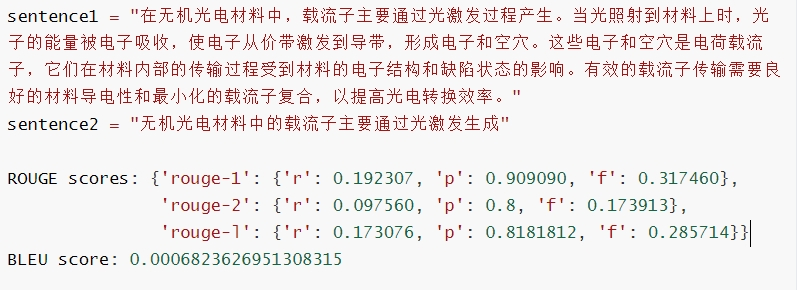 sentence1 = "在无机光电材料中，载流子主要通过光激发过程产生。当光照射到材料上时，光
子的能量被电子吸收，使电子从价带激发到导带，形成电子和空穴。这些电子和空穴是电荷载流
子，它们在材料内部的传输过程受到材料的电子结构和缺陷状态的影响。有效的载流子传输需要良
好的材料导电性和最小化的载流子复合，以提高光电转换效率。"
sentence2 = "无机光电材料中的载流子主要通过光激发生成"
ROUGE scores: {'rouge-1': {'r': 0.192307, 'p': 0.909090, 'f': 0.317460},
'rouge-2': {'r': 0.097560, 'p': 0.8, 'f': 0.173913},
'rouge-l': {'r': 0.173076, 'p': 0.8181812, 'f': 0.285714}}
BLEU score: 0.0006823626951308315